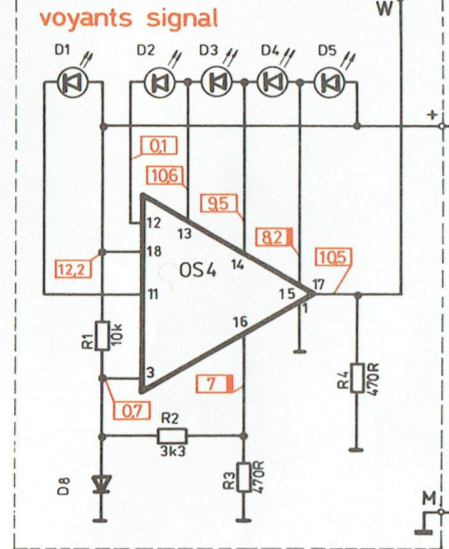 voyants signal
W
D1
D2
D3
D4
D5
+
0,1
10,6
9,5
8,2
10,5
12
13
18
14
12,2
OS4
11
15
17
1
R1
10k
16
3
7
0,7
R4
470R
R2
3k3
R3
470R
D8
M